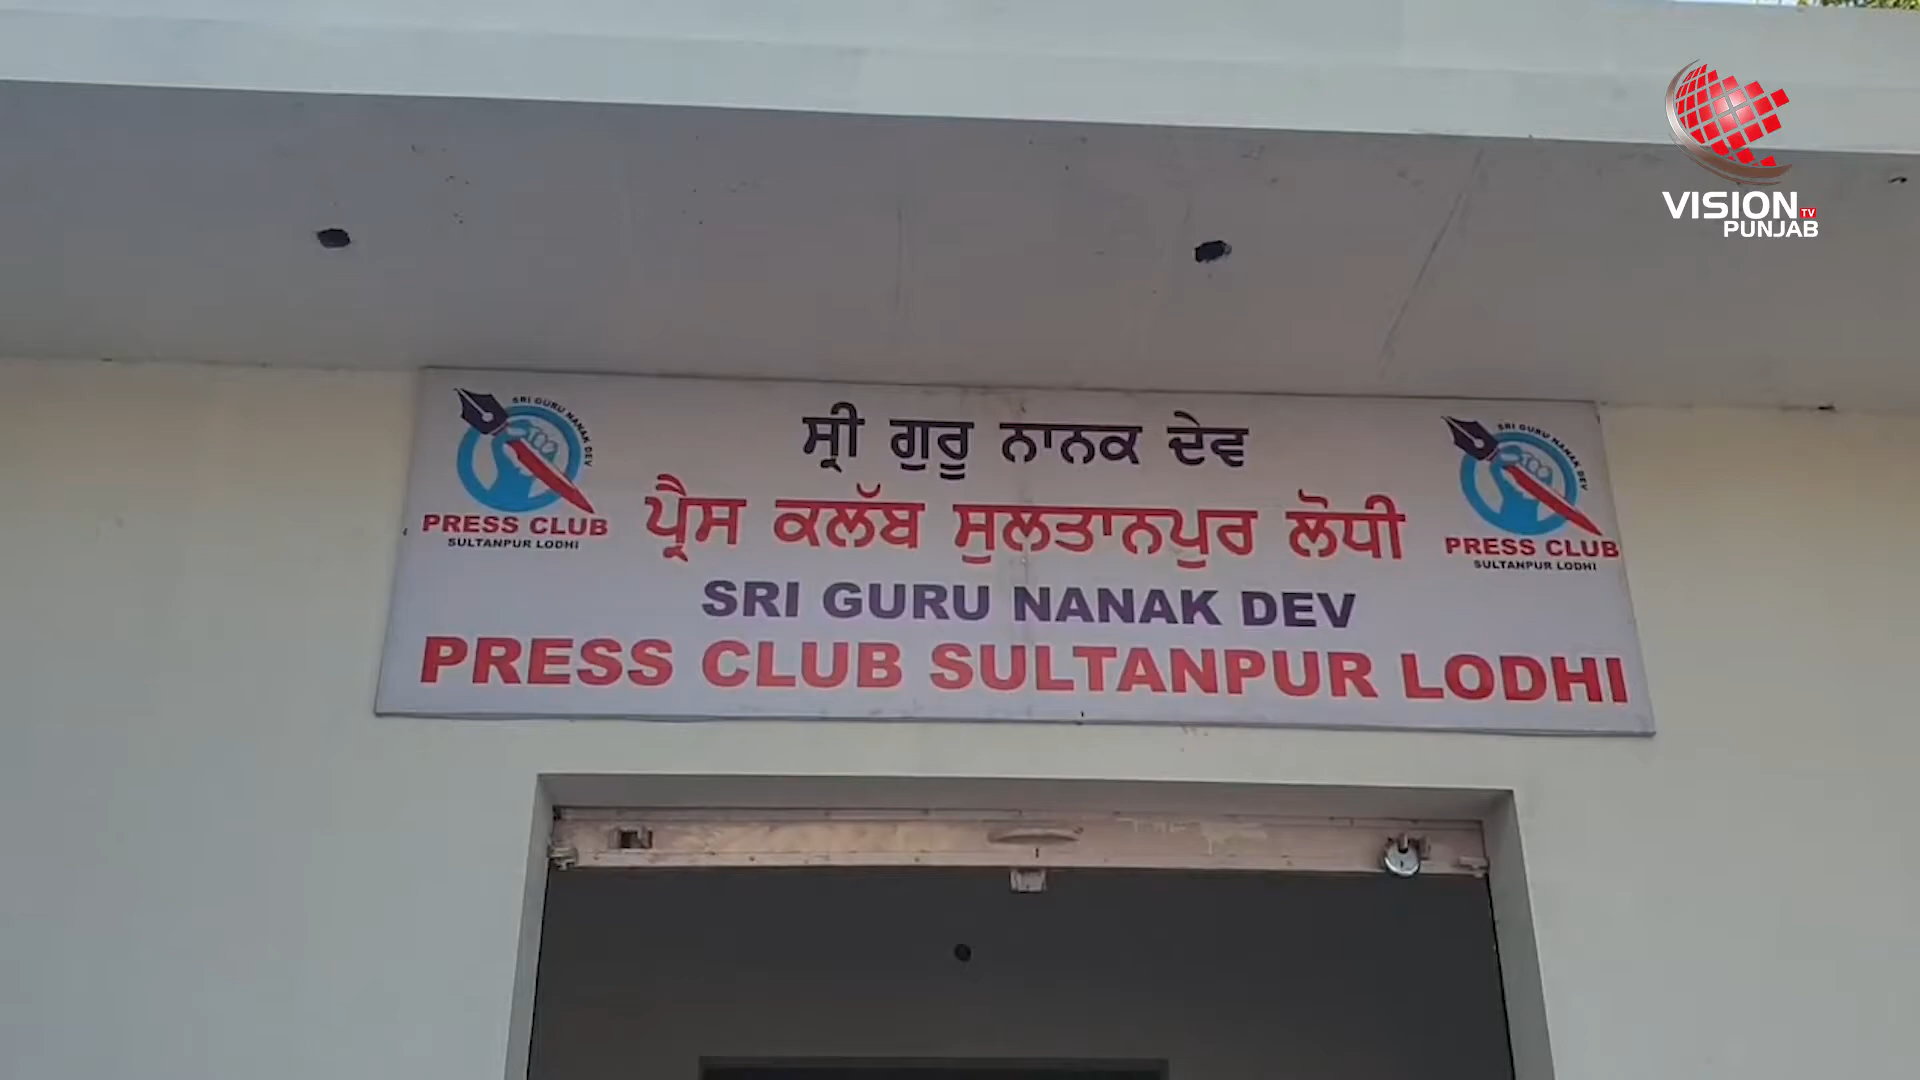 VISION TV
PUNJAB
SRI GURU NANAK DEV
PRESS CLUB
SULTANPUR LODHI
ਸ੍ਰੀ ਗੁਰੂ ਨਾਨਕ ਦੇਵ
ਪ੍ਰੈਸ ਕਲੱਬ ਸੁਲਤਾਨਪੁਰ ਲੋਧੀ
SRI GURU NANAK DEV
PRESS CLUB SULTANPUR LODHI
SRI GURU NANAK DEV
PRESS CLUB
SULTANPUR LODHI